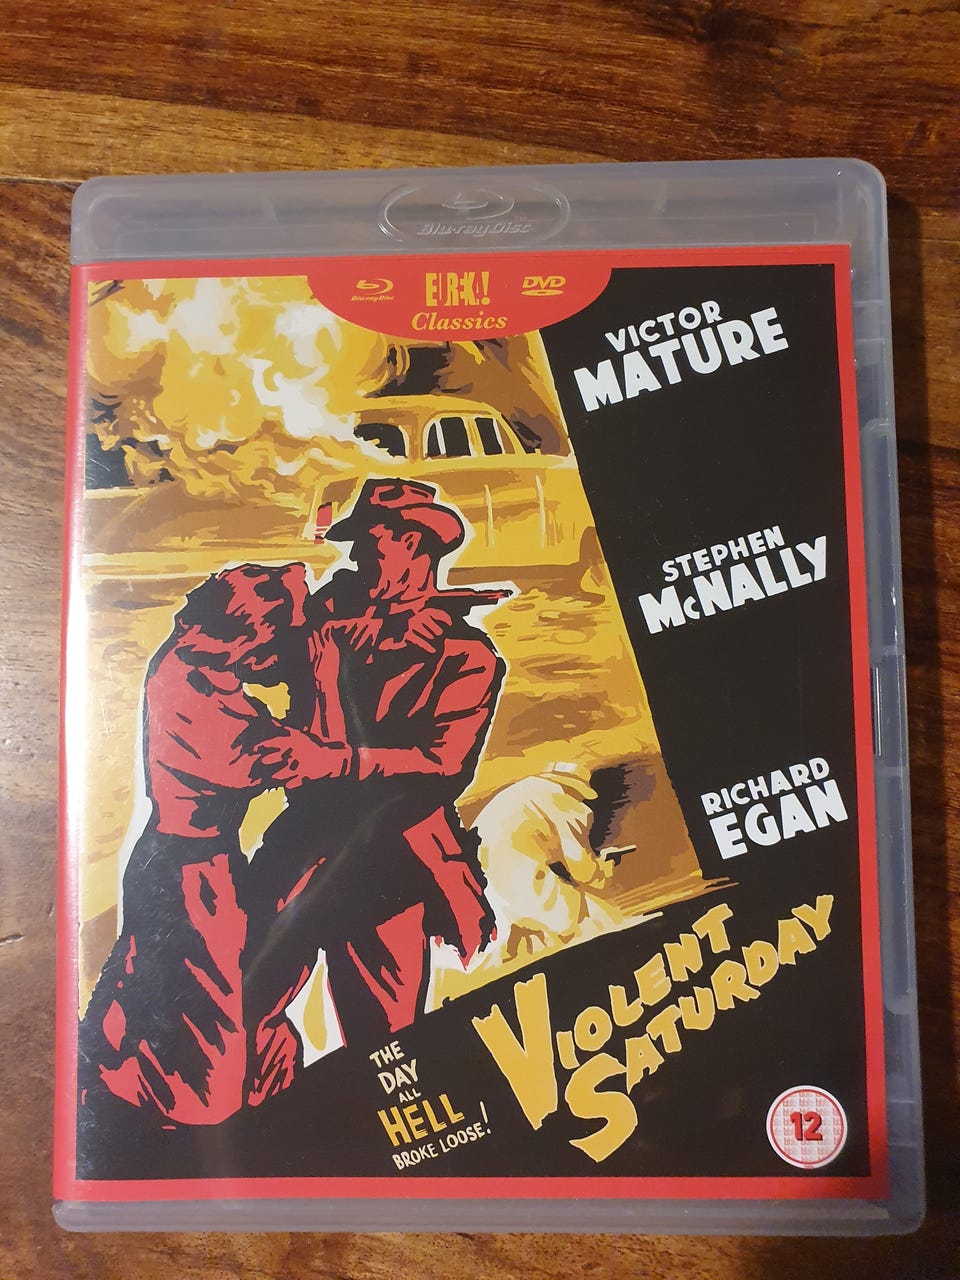 Blu-ray Disc
Blu-ray Disc
EUREKA!
DVD
Classics
VICTOR
MATURE
STEPHEN
McNALLY
RICHARD
EGAN
VIOLENT
SATURDAY
THE
DAY
ALL
HELL
BROKE LOOSE!
12